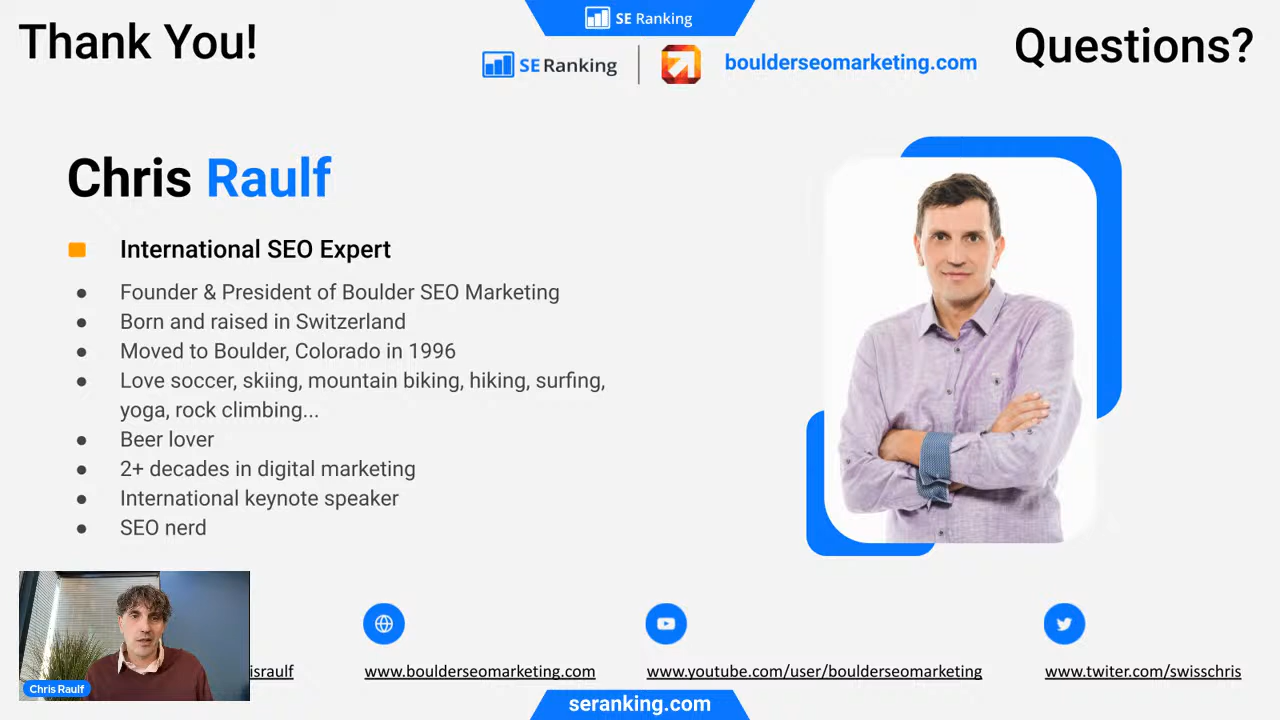 Thank You!
SE Ranking
SE Ranking
boulderseomarketing.com
Questions?
Chris Raulf
International SEO Expert
Founder & President of Boulder SEO Marketing
Born and raised in Switzerland
Moved to Boulder, Colorado in 1996
Love soccer, skiing, mountain biking, hiking, surfing,
yoga, rock climbing...
Beer lover
2+ decades in digital marketing
International keynote speaker
SEO nerd
Chris Raulf
israulf
www.boulderseomarketing.com
www.youtube.com/user/boulderseomarketing
www.twiter.com/swisschris
seranking.com